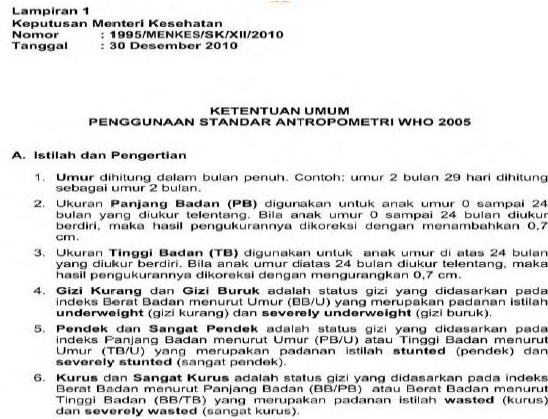 Lampiran 1
Keputusan Menteri Kesehatan
Nomor : 1995/MENKES/SK/XII/2010
Tanggal : 30 Desember 2010
KETENTUAN UMUM
PENGGUNAAN STANDAR ANTROPOMETRI WHO 2005
A. Istilah dan Pengertian
1. Umur dihitung dalam bulan penuh. Contoh: umur 2 bulan 29 hari dihitung
sebagai umur 2 bulan.
2. Ukuran Panjang Badan (PB) digunakan untuk anak umur 0 sampai 24
bulan yang diukur telentang. Bila anak umur 0 sampai 24 bulan diukur
berdiri, maka hasil pengukurannya dikoreksi dengan menambahkan 0,7
cm.
3. Ukuran Tinggi Badan (TB) digunakan untuk anak umur di atas 24 bulan
yang diukur berdiri. Bila anak umur diatas 24 bulan diukur telentang, maka
hasil pengukurannya dikoreksi dengan mengurangkan 0,7 cm.
4. Gizi Kurang dan Gizi Buruk adalah status gizi yang didasarkan pada
indeks Berat Badan menurut Umur (BB/U) yang merupakan padanan istilah
underweight (gizi kurang) dan severely underweight (gizi buruk).
5. Pendek dan Sangat Pendek adalah status gizi yang didasarkan pada
indeks Panjang Badan menurut Umur (PB/U) atau Tinggi Badan menurut
Umur (TB/U) yang merupakan padanan istilah stunted (pendek) dan
severely stunted (sangat pendek).
6. Kurus dan Sangat Kurus adalah status gizi yang didasarkan pada indeks
Berat Badan menurut Panjang Badan (BB/PB) atau Berat Badan menurut
Tinggi Badan (BB/TB) yang merupakan padanan istilah wasted (kurus)
dan severely wasted (sangat kurus).